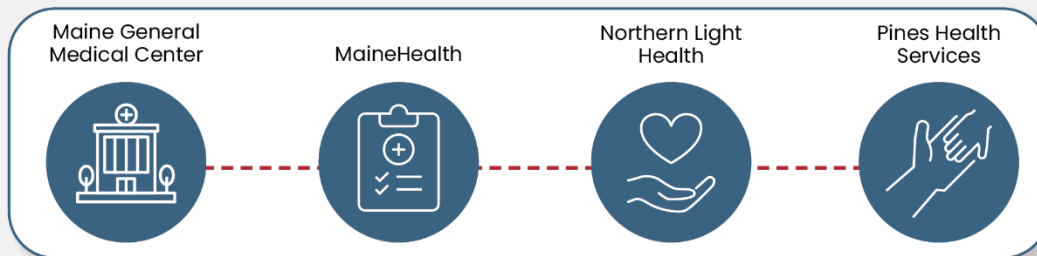 Maine General
Medical Center
MaineHealth
Northern Light
Health
Pines Health
Services